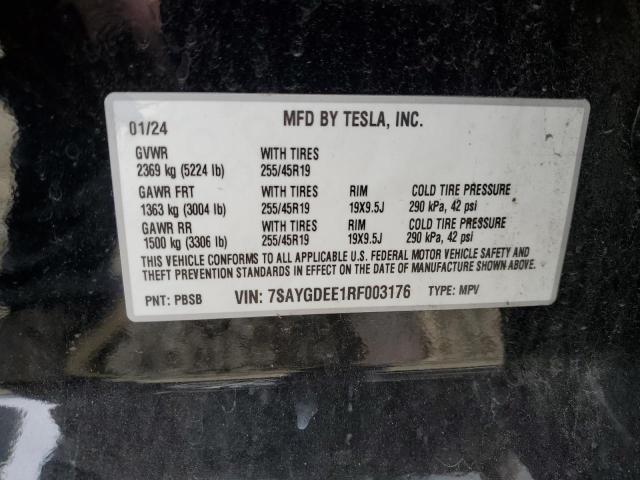 01/24 MFD BY TESLA, INC.
GVWR WITH TIRES
2369 kg (5224 lb) 255/45R19
GAWR FRT WITH TIRES RIM COLD TIRE PRESSURE
1363 kg (3004 lb) 255/45R19 19X9.5J 290 kPa, 42 psi
GAWR RR WITH TIRES RIM COLD TIRE PRESSURE
1500 kg (3306 lb) 255/45R19 19X9.5J 290 kPa, 42 psi
THIS VEHICLE CONFORMS TO ALL APPLICABLE U.S. FEDERAL MOTOR VEHICLE SAFETY AND
THEFT PREVENTION STANDARDS IN EFFECT ON THE DATE OF MANUFACTURE SHOWN ABOVE.
PNT: PBSB VIN: 7SAYGDEE1RF003176 TYPE: MPV